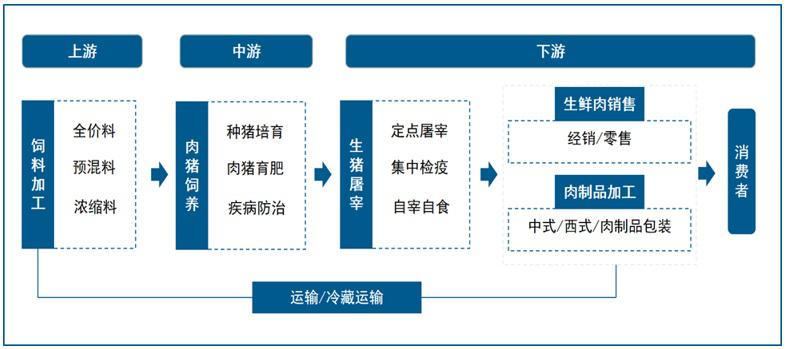 上游
中游
下游
饲料加工
全价料
预混料
浓缩料
肉猪饲养
种猪培育
肉猪育肥
疾病防治
生猪屠宰
定点屠宰
集中检疫
自宰自食
生鲜肉销售
经销/零售
肉制品加工
中式/西式/肉制品包装
消费者
运输/冷藏运输